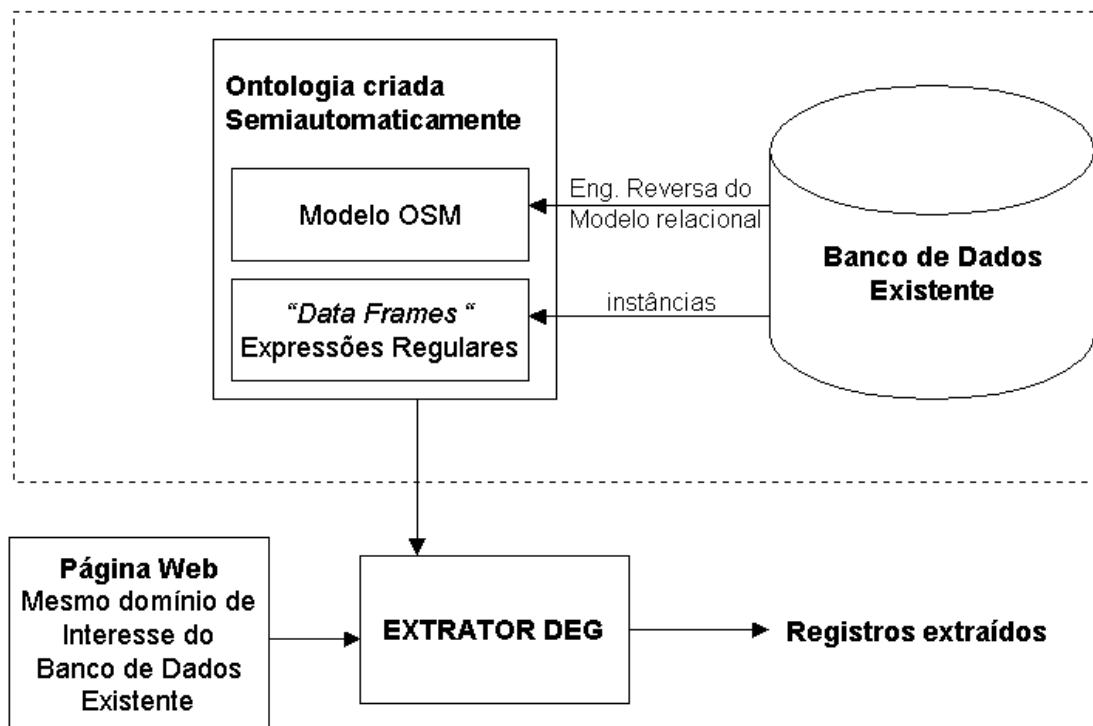 Ontologia criada
Semiautomaticamente
Modelo OSM
“Data Frames “
Expressões Regulares
Eng. Reversa do
Modelo relacional
instâncias
Banco de Dados
Existente
Página Web
Mesmo domínio de
Interesse do
Banco de Dados
Existente
EXTRATOR DEG
Registros extraídos